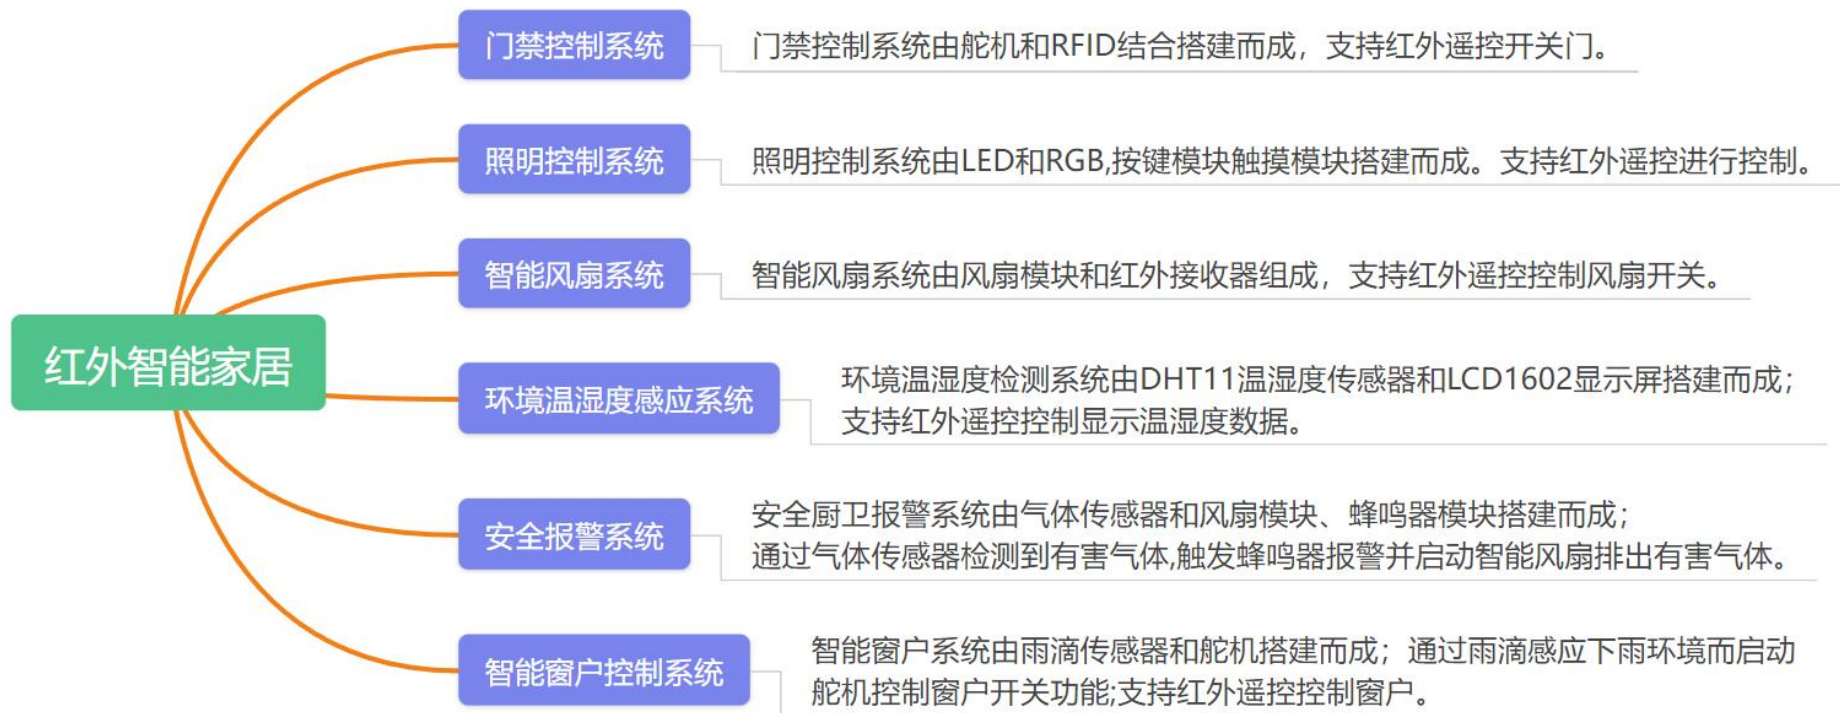 门禁控制系统
门禁控制系统由舵机和RFID结合搭建而成，支持红外遥控开关门。
照明控制系统
照明控制系统由LED和RGB,按键模块触摸模块搭建而成。支持红外遥控进行控制。
智能风扇系统
智能风扇系统由风扇模块和红外接收器组成，支持红外遥控控制风扇开关。
红外智能家居
环境温湿度感应系统
环境温湿度检测系统由DHT11温湿度传感器和LCD1602显示屏搭建而成；
支持红外遥控控制显示温湿度数据。
安全报警系统
安全厨卫报警系统由气体传感器和风扇模块、蜂鸣器模块搭建而成；
通过气体传感器检测到有害气体,触发蜂鸣器报警并启动智能风扇排出有害气体。
智能窗户控制系统
智能窗户系统由雨滴传感器和舵机搭建而成；通过雨滴感应下雨环境而启动
舵机控制窗户开关功能;支持红外遥控控制窗户。